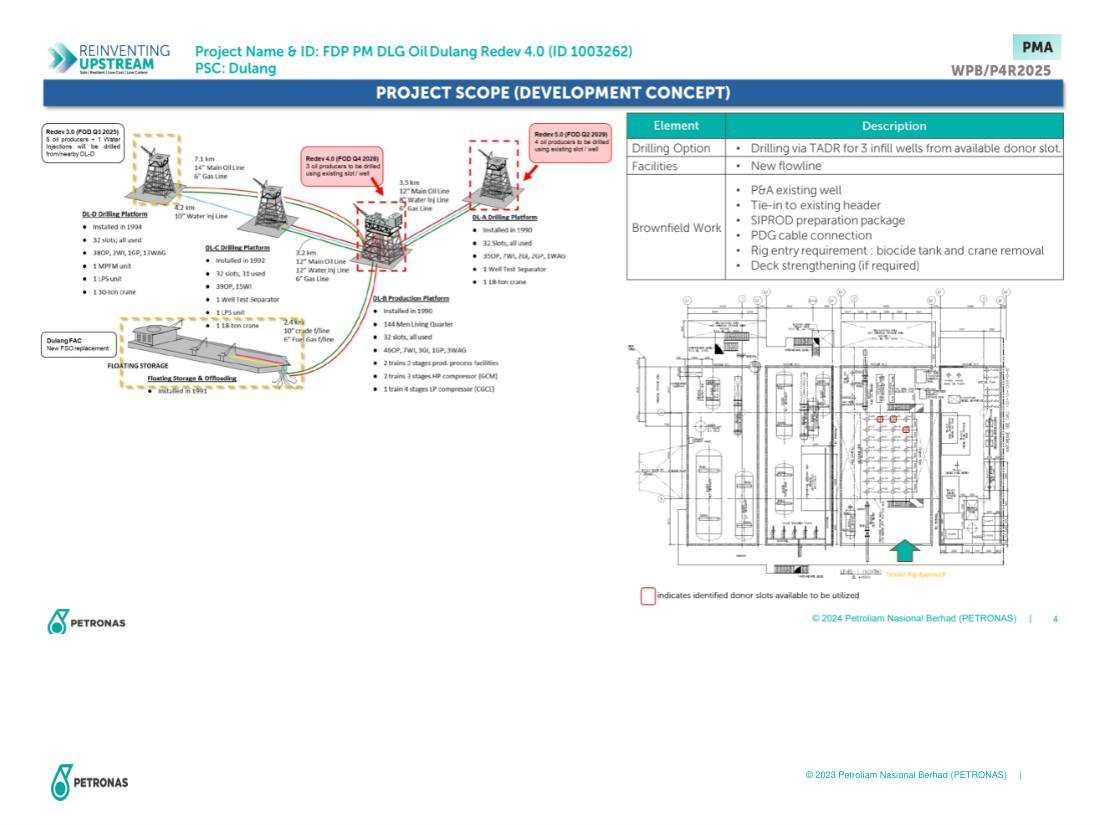 REINVENTING
UPSTREAM
Safe | Resilient | Low Cost | Low Carbon
Project Name & ID: FDP PM DLG Oil Dulang Redev 4.0 (ID 1003262)
PSC: Dulang
PMA
WPB/P4R2025
PROJECT SCOPE (DEVELOPMENT CONCEPT)
Redev 3.0 (FOD Q3 2025)
5 oil producers + 1 Water
Injections will be drilled
from/nearby DL-D
7.1 km
14" Main Oil Line
6" Gas Line
4.2 km
10" Water Inj Line
Redev 4.0 (FOD Q4 2028)
3 oil producers to be drilled
using existing slot / well
Redev 5.0 (FOD Q2 2029)
4 oil producers to be drilled
using existing slot / well
3.5 km
12" Main Oil Line
8" Water Inj Line
6" Gas Line
3.2 km
12" Main Oil Line
12" Water Inj Line
6" Gas Line
DL-D Drilling Platform
● Installed in 1994
● 32 slots, all used
● 38OP, 2WI, 1GP, 13WAG
● 1 MPFM unit
● 1 LPS unit
● 1 30-ton crane
DL-C Drilling Platform
● Installed in 1992
● 32 slots, 31 used
● 39OP, 15WI
● 1 Well Test Separator
● 1 LPS unit
● 1 18-ton crane
DL-A Drilling Platform
● Installed in 1990
● 32 Slots, all used
● 35OP, 7WI, 2GI, 2GP, 1WAG
● 1 Well Test Separator
● 1 18-ton crane
DL-B Production Platform
● Installed in 1990
● 144 Men Living Quarter
● 32 slots, all used
● 46OP, 7WI, 3GI, 1GP, 3WAG
● 2 trains 3 stages prod. process facilities
● 2 trains 3 stages HP compressor (GCM)
● 1 train 4 stages LP compressor (CGCL)
2.4 km
10" crude f/line
6" Fuel Gas f/line
Dulang FAC
New FSO replacement
FLOATING STORAGE
Floating Storage & Offloading
● Installed in 1991
Element Description
Drilling Option • Drilling via TADR for 3 infill wells from available donor slot.
Facilities • New flowline
Brownfield Work
• P&A existing well
• Tie-in to existing header
• SIPROD preparation package
• PDG cable connection
• Rig entry requirement : biocide tank and crane removal
• Deck strengthening (if required)
Tender Rig Approach
indicates identified donor slots available to be utilized
PETRONAS
© 2024 Petroliam Nasional Berhad (PETRONAS) | 4
PETRONAS
© 2023 Petroliam Nasional Berhad (PETRONAS) |